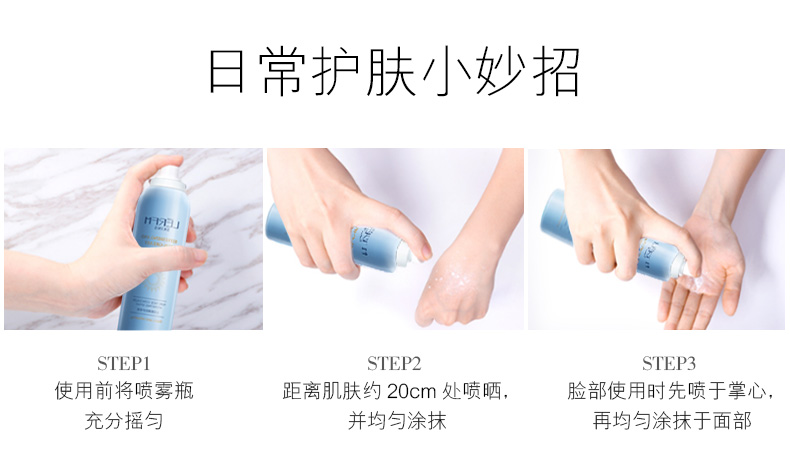 日常护肤小妙招
STEP1
使用前将喷雾瓶
充分摇匀
STEP2
距离肌肤约 20cm 处喷晒,
并均匀涂抹
STEP3
脸部使用时先喷于掌心,
再均匀涂抹于面部